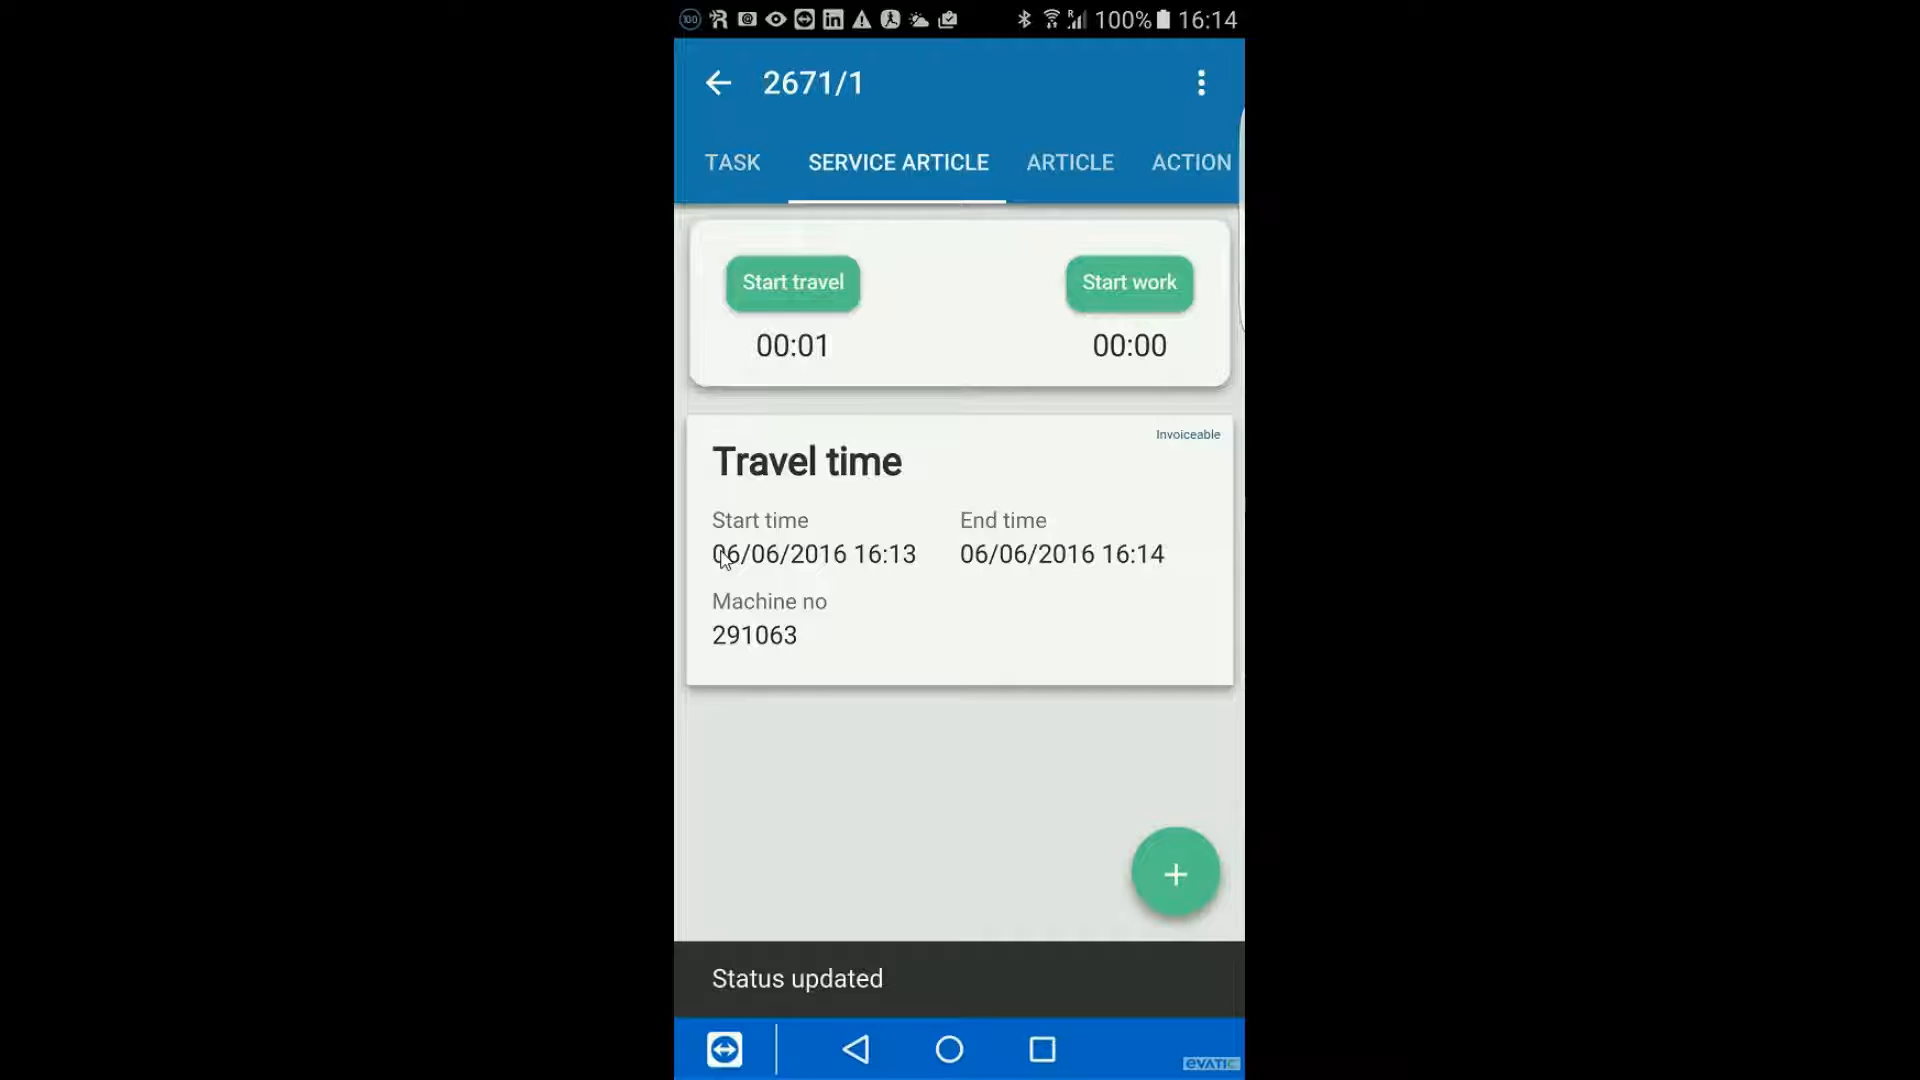 100 100% 16:14
2671/1
TASK SERVICE ARTICLE ARTICLE ACTION
Start travel Start work
00:01 00:00
Invoiceable
Travel time
Start time End time
06/06/2016 16:13 06/06/2016 16:14
Machine no
291063
+
Status updated
eVATIC